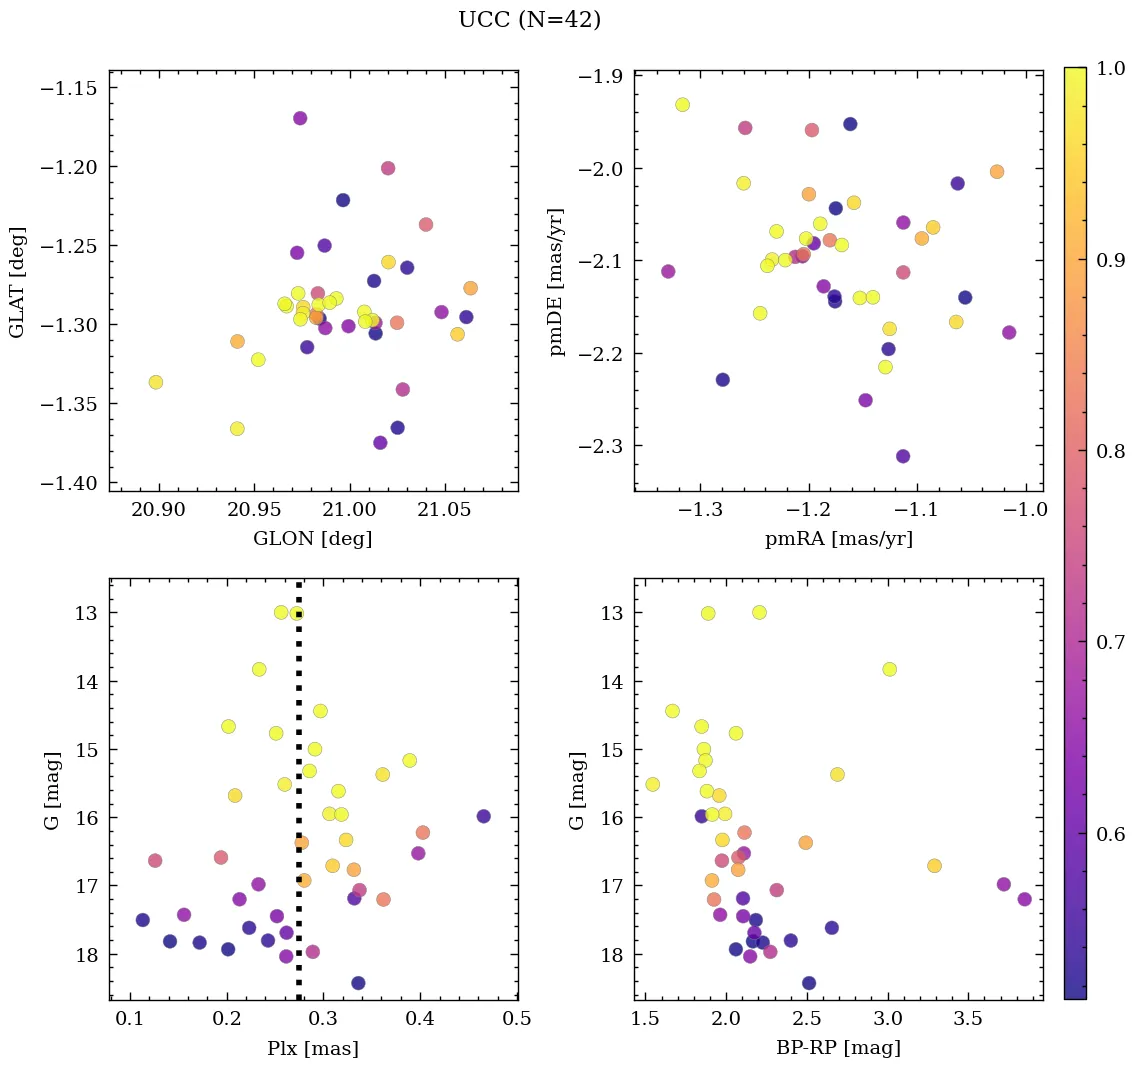 UCC (N=42)
−1.15
−1.20
−1.25
−1.30
−1.35
−1.40
GLAT [deg]
20.90 20.95 21.00 21.05
GLON [deg]
−1.9
−2.0
−2.1
−2.2
−2.3
pmDE [mas/yr]
−1.3 −1.2 −1.1 −1.0
pmRA [mas/yr]
13
14
15
16
17
18
G [mag]
0.1 0.2 0.3 0.4 0.5
Plx [mas]
13
14
15
16
17
18
G [mag]
1.5 2.0 2.5 3.0 3.5
BP-RP [mag]
1.0
0.9
0.8
0.7
0.6